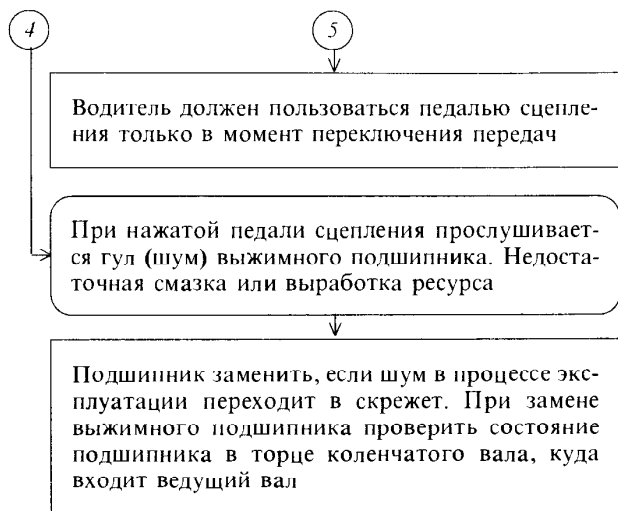 4
5
Водитель должен пользоваться педалью сцепле-
ния только в момент переключения передач
При нажатой педали сцепления прослушивает-
ся гул (шум) выжимного подшипника. Недоста-
точная смазка или выработка ресурса
Подшипник заменить, если шум в процессе экс-
плуатации переходит в скрежет. При замене
выжимного подшипника проверить состояние
подшипника в торце коленчатого вала, куда
входит ведущий вал